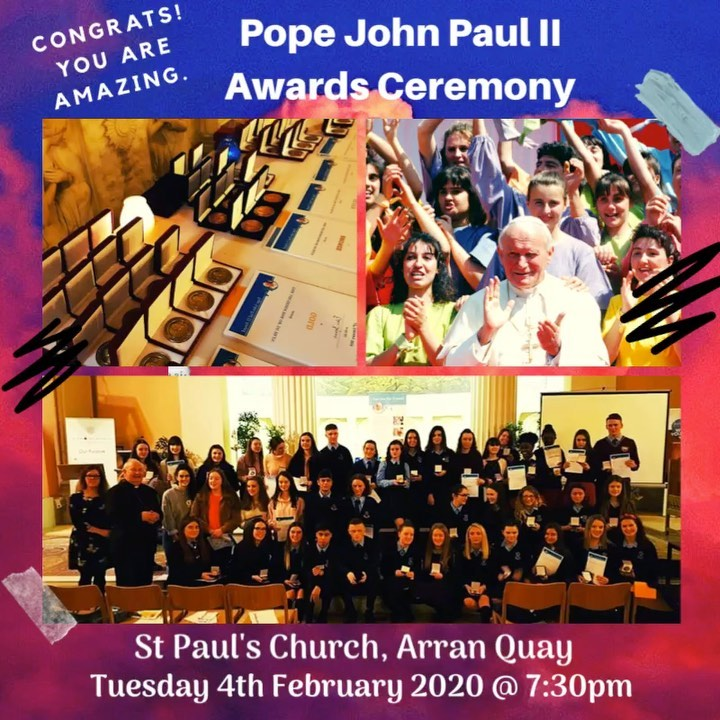 CONGRATS!
YOU ARE
AMAZING.
Pope John Paul II
Awards Ceremony
GOLD
St Paul's Church, Arran Quay
Tuesday 4th February 2020 @ 7:30pm